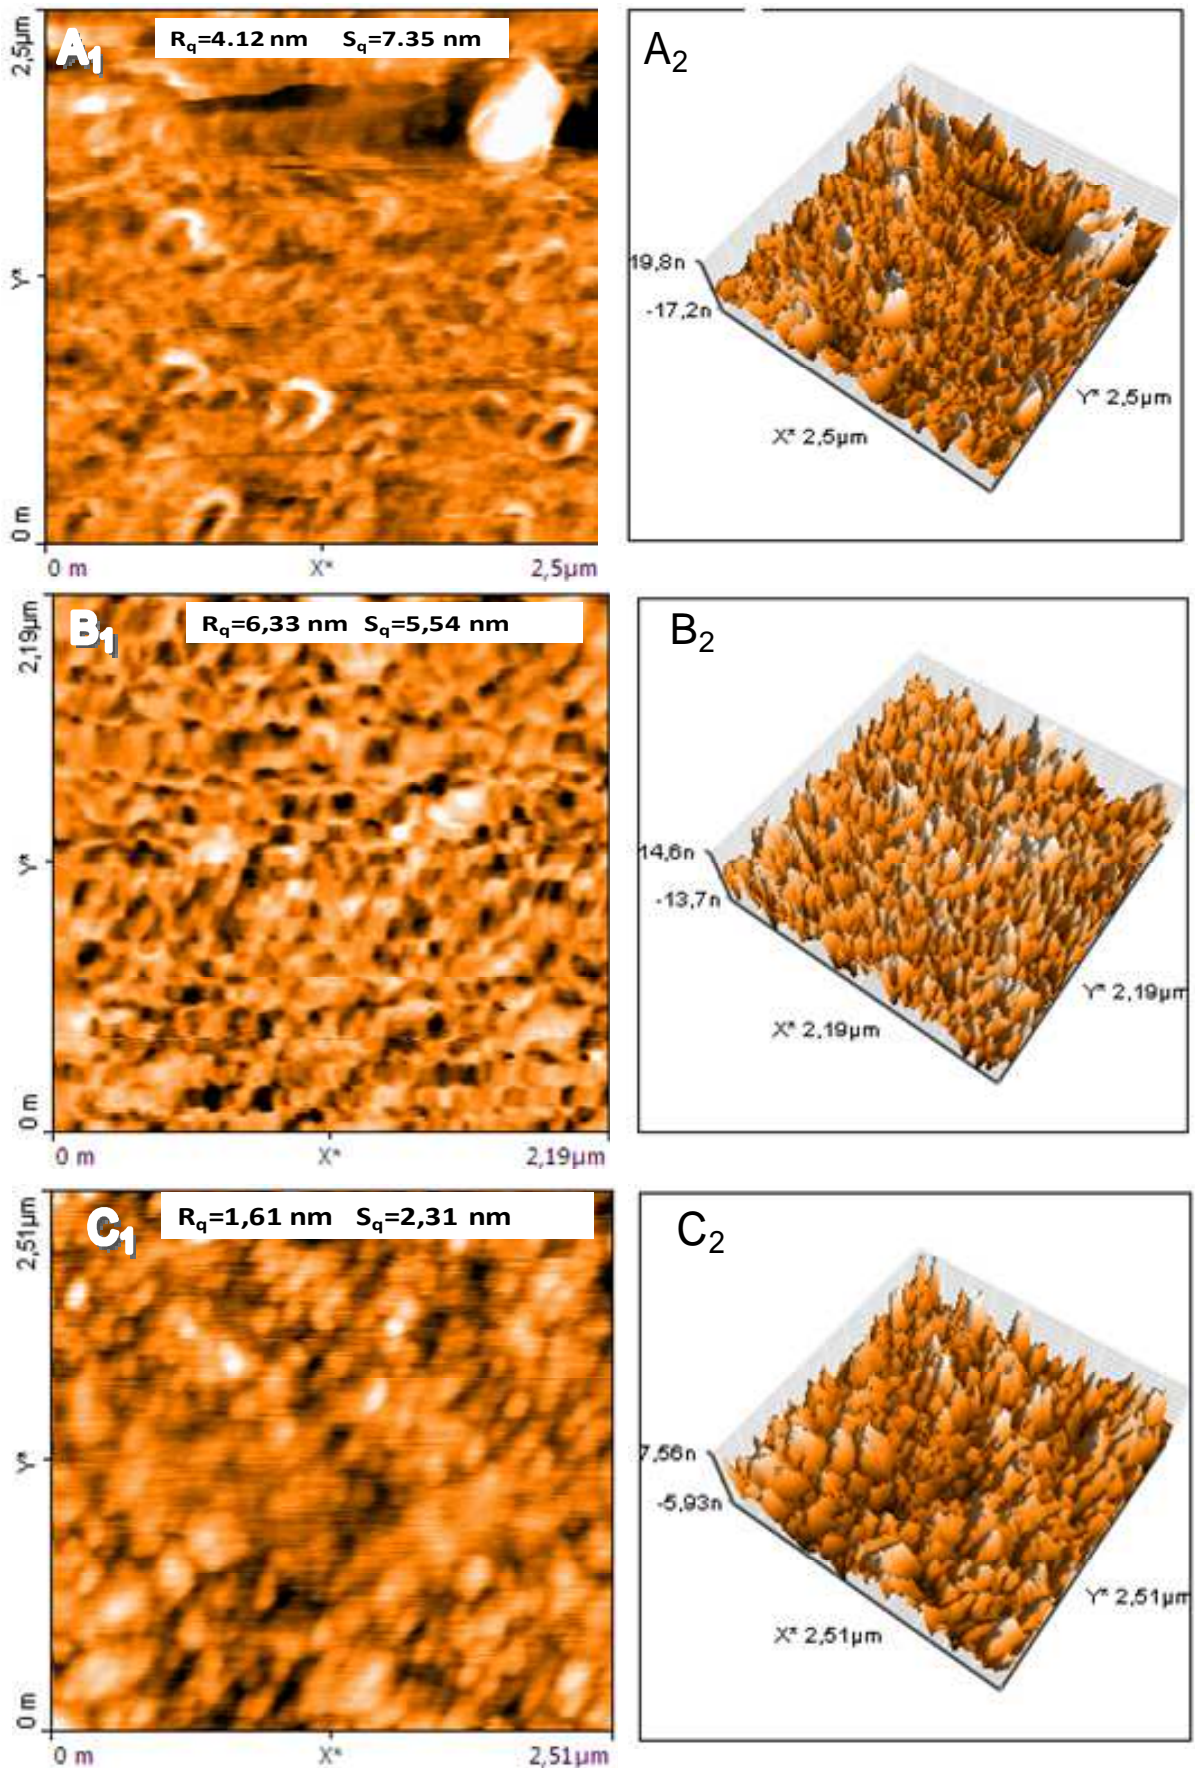 A1
Rq=4.12 nm Sq=7.35 nm
2,5µm
Y*
0 m
0 m X* 2,5µm
A2
19,8n
-17,2n
X* 2,5µm
Y* 2,5µm
B1
Rq=6,33 nm Sq=5,54 nm
2,19µm
Y*
0 m
0 m X* 2,19µm
B2
14,6n
-13,7n
X* 2,19µm
Y* 2,19µm
C1
Rq=1,61 nm Sq=2,31 nm
2,51µm
Y*
0 m
0 m X* 2,51µm
C2
7,56n
-5,93n
X* 2,51µm
Y* 2,51µm